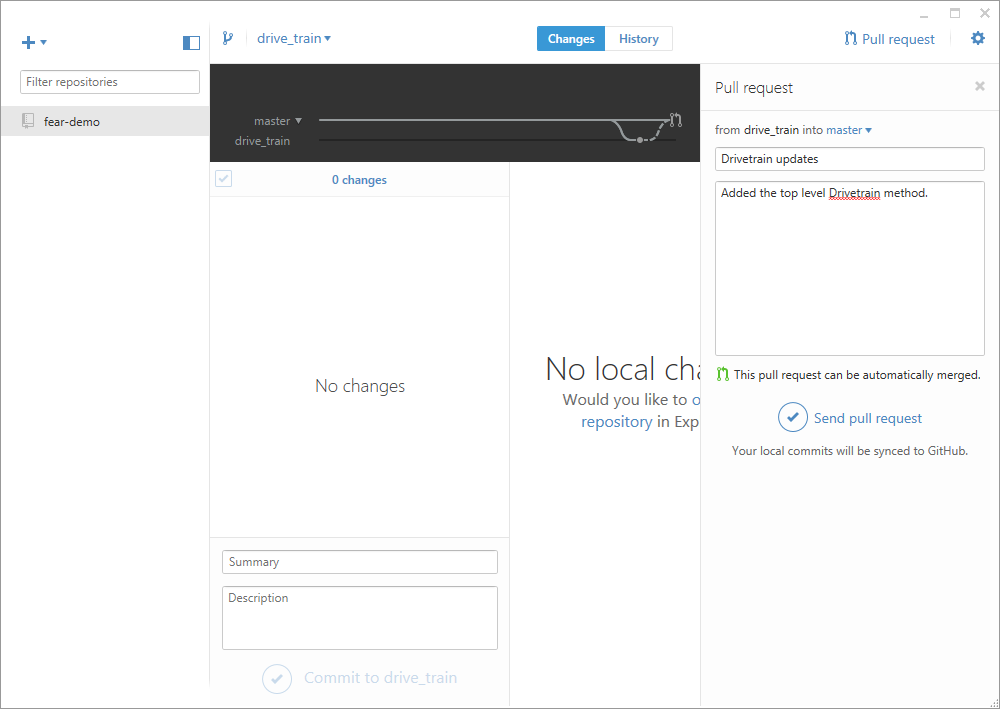 drive_train
Changes
History
Pull request
Filter repositories
fear-demo
master
drive_train
0 changes
No changes
Summary
Description
Commit to drive_train
No local cha
Would you like to o
repository in Exp
Pull request
from drive_train into master
Drivetrain updates
Added the top level Drivetrain method.
This pull request can be automatically merged.
Send pull request
Your local commits will be synced to GitHub.